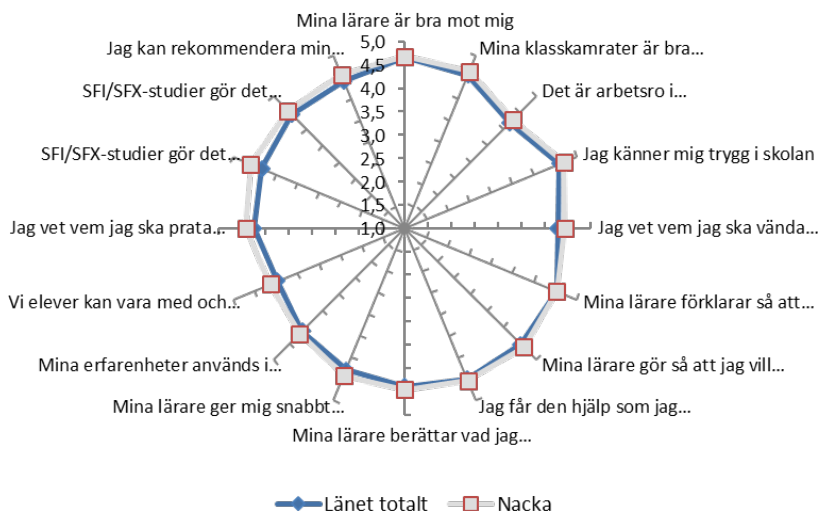 Mina lärare är bra mot mig
Mina klasskamrater är bra...
Det är arbetsro i...
Jag känner mig trygg i skolan
Jag vet vem jag ska vända...
Mina lärare förklarar så att...
Mina lärare gör så att jag vill...
Jag får den hjälp som jag...
Mina lärare berättar vad jag...
Mina lärare ger mig snabbt...
Mina erfarenheter används i...
Vi elever kan vara med och...
Jag vet vem jag ska prata...
SFI/SFX-studier gör det...
SFI/SFX-studier gör det...
Jag kan rekommendera min...
5,0
4,5
4,0
3,5
3,0
2,5
2,0
1,5
1,0
Länet totalt
Nacka